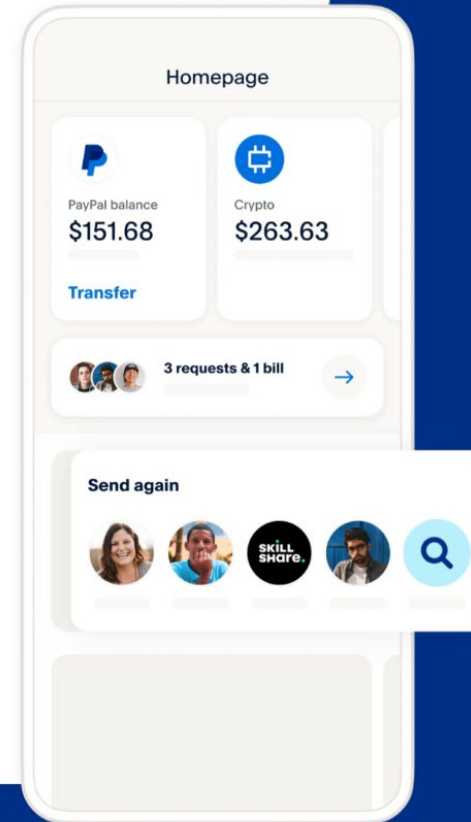 Homepage
PayPal balance
$151.68
Transfer
Crypto
$263.63
3 requests & 1 bill
Send again
SKILL
SHare.